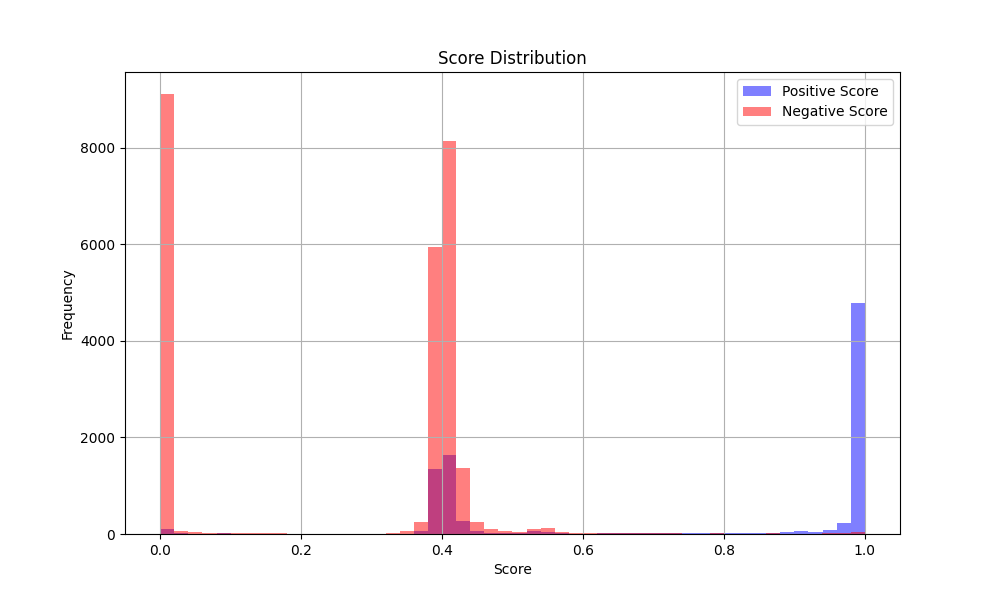 Score Distribution
Positive Score
Negative Score
8000
6000
4000
2000
0
Frequency
0.0 0.2 0.4 0.6 0.8 1.0
Score